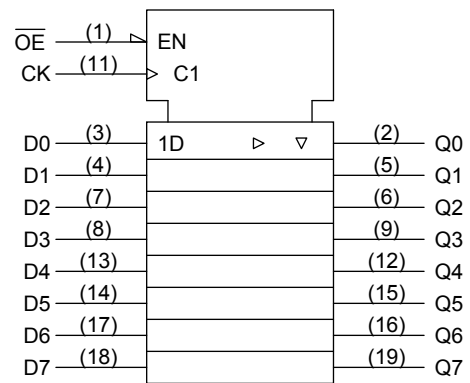 OE (1) EN
CK (11) C1
D0 (3) 1D (2) Q0
D1 (4) (5) Q1
D2 (7) (6) Q2
D3 (8) (9) Q3
D4 (13) (12) Q4
D5 (14) (15) Q5
D6 (17) (16) Q6
D7 (18) (19) Q7